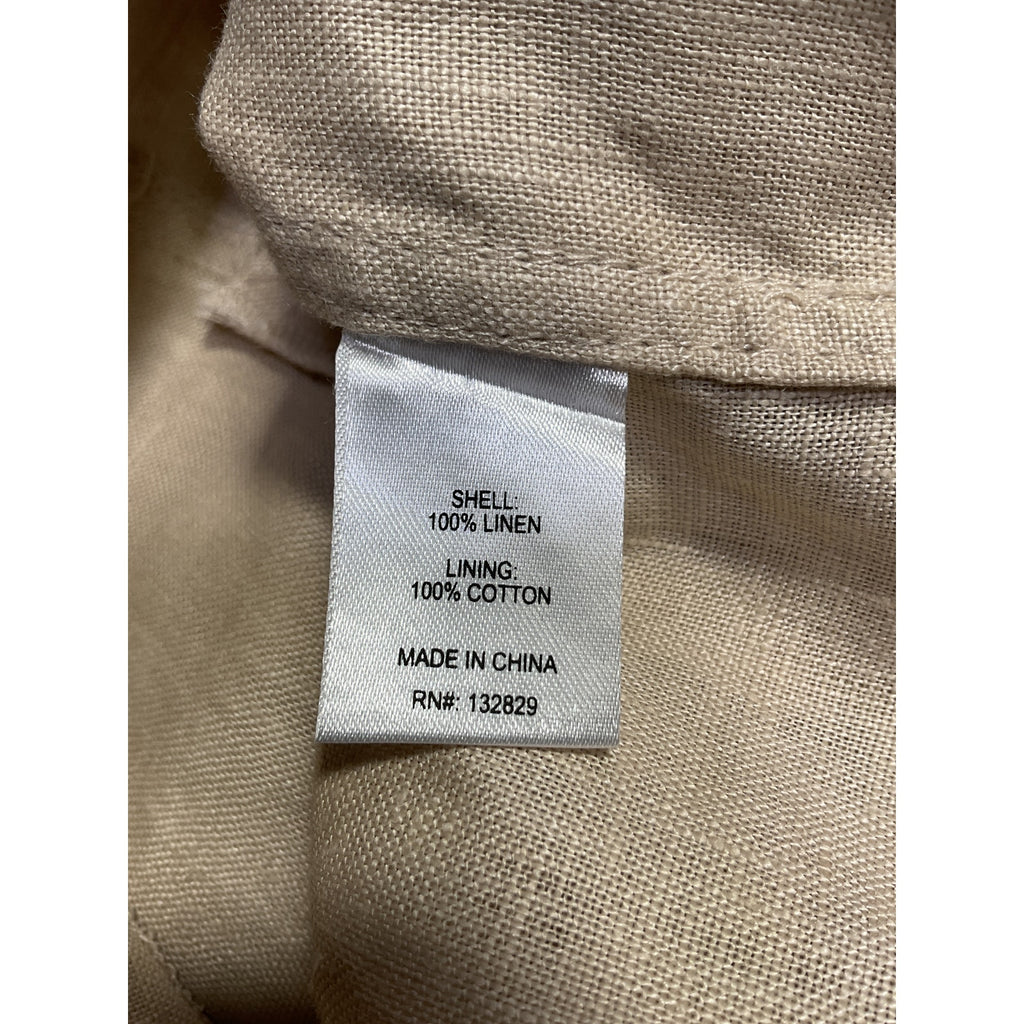 SHELL:
100% LINEN
LINING:
100% COTTON
MADE IN CHINA
RN#: 132829